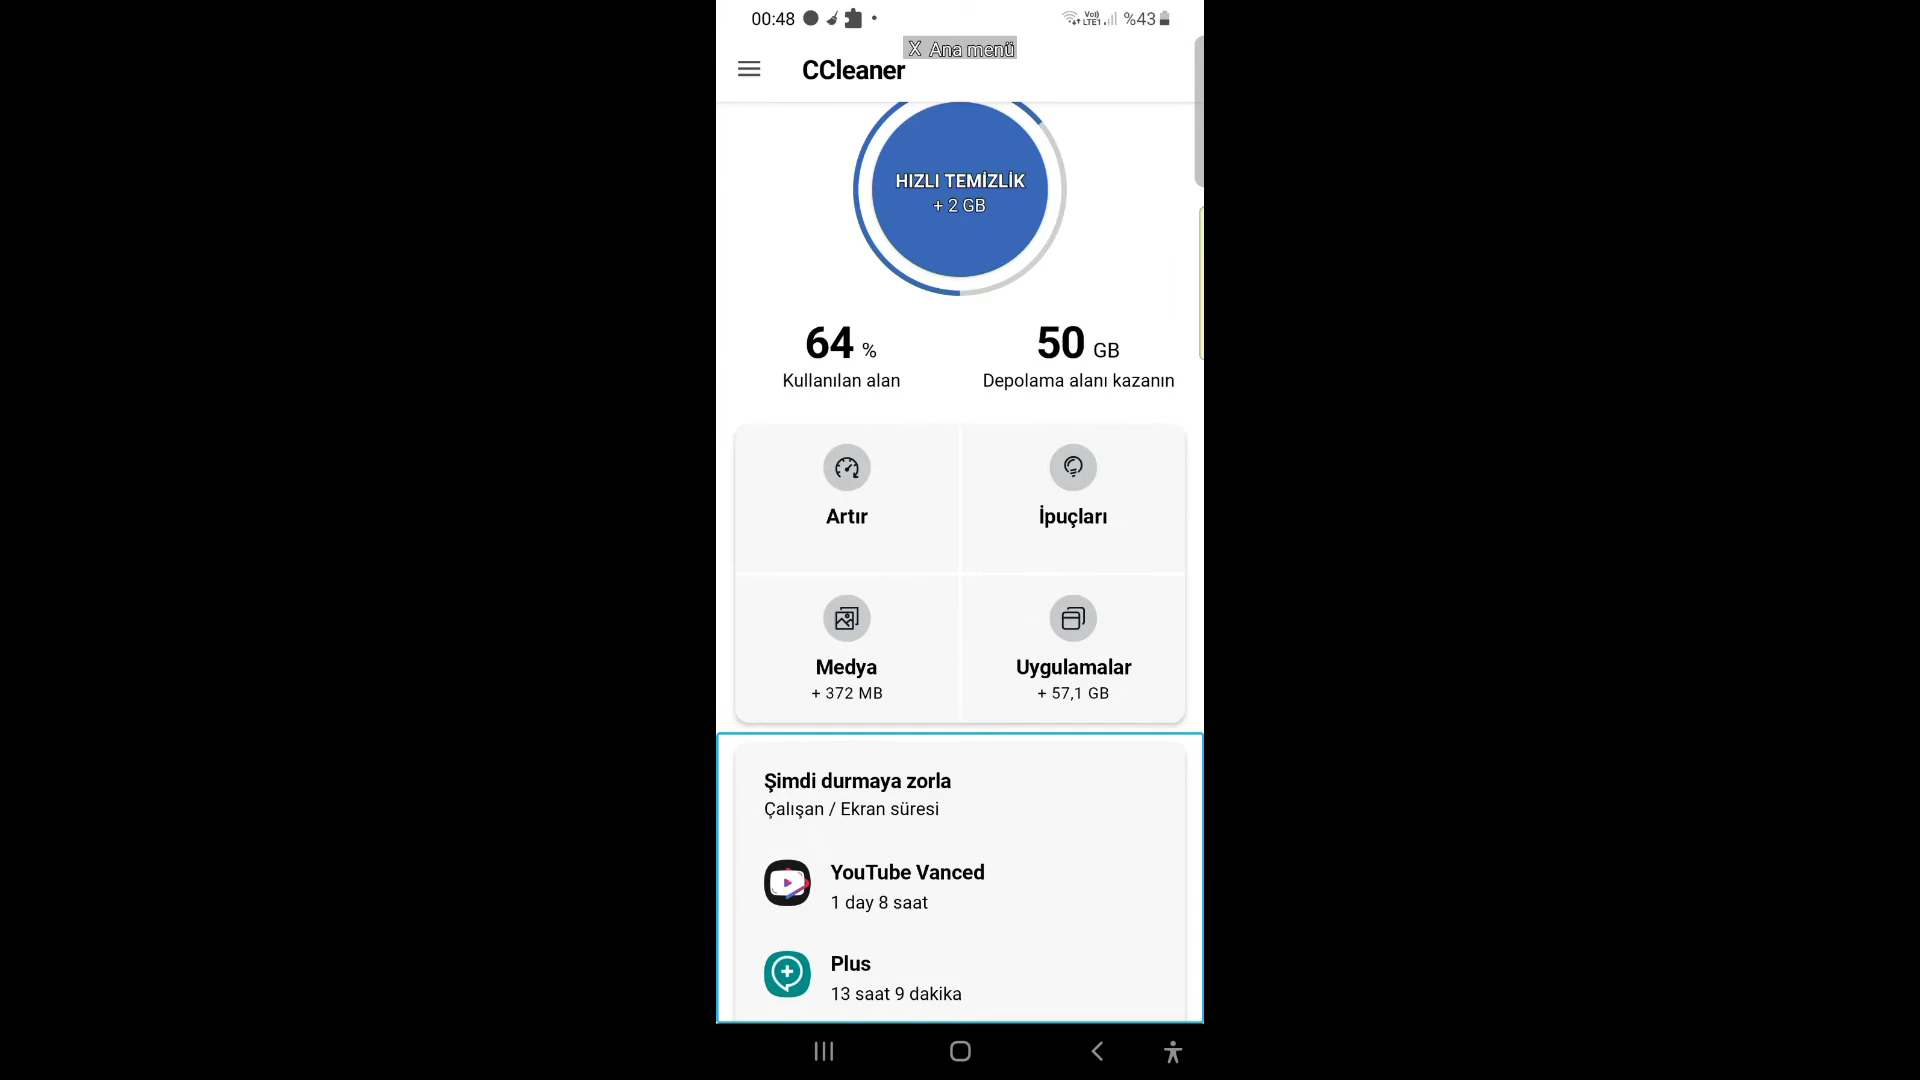 00:48
LTE1
%43
X Ana menü
CCleaner
HIZLI TEMİZLİK
+ 2 GB
64 %
Kullanılan alan
50 GB
Depolama alanı kazanın
Artır
İpuçları
Medya
+ 372 MB
Uygulamalar
+ 57,1 GB
Şimdi durmaya zorla
Çalışan / Ekran süresi
YouTube Vanced
1 day 8 saat
Plus
13 saat 9 dakika